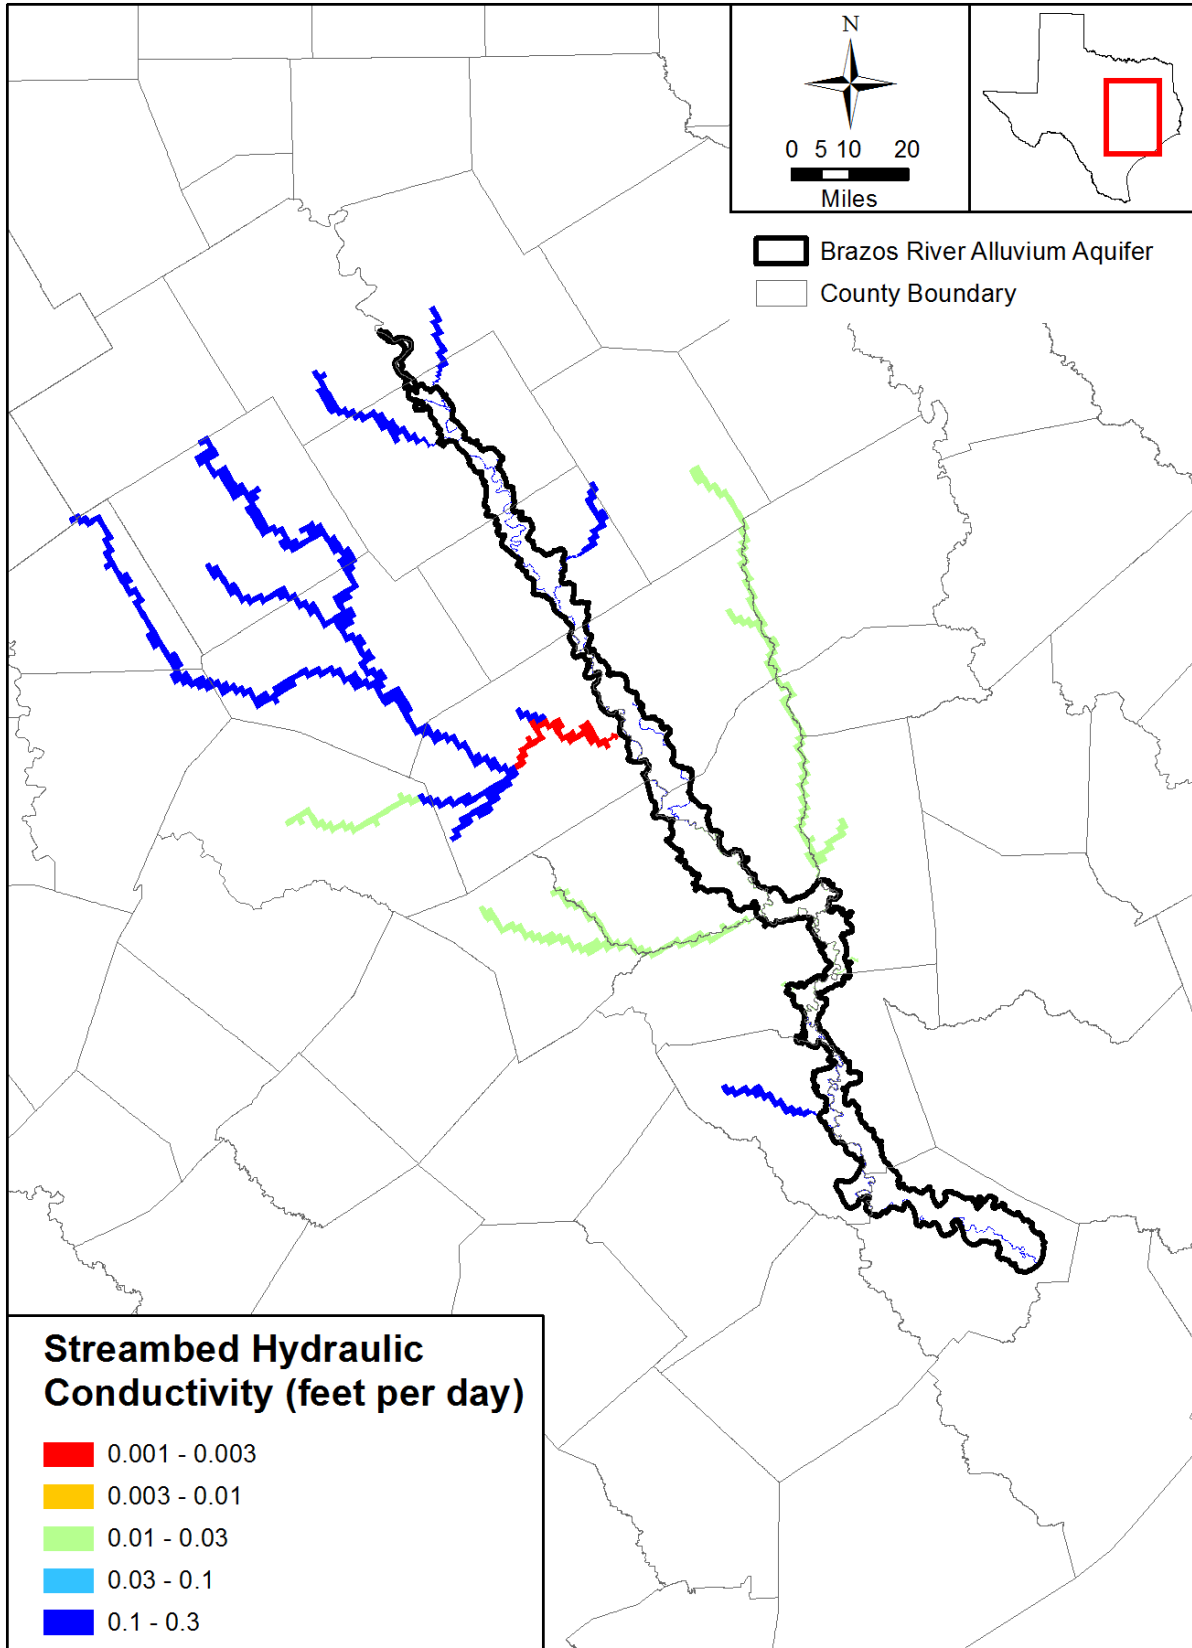 N
0 5 10 20
Miles
Brazos River Alluvium Aquifer
County Boundary
Streambed Hydraulic
Conductivity (feet per day)
0.001 - 0.003
0.003 - 0.01
0.01 - 0.03
0.03 - 0.1
0.1 - 0.3